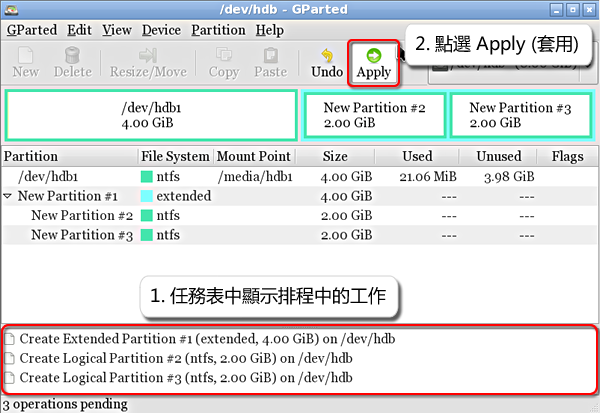 /dev/hdb - GParted
GParted Edit View Device Partition Help
2. 點選 Apply (套用)
New Delete Resize/Move Copy Paste Undo Apply
/dev/hdb1
4.00 GiB
New Partition #2
2.00 GiB
New Partition #3
2.00 GiB
Partition File System Mount Point Size Used Unused Flags
/dev/hdb1 ntfs /media/hdb1 4.00 GiB 21.06 MiB 3.98 GiB
New Partition #1 extended 4.00 GiB --- ---
New Partition #2 ntfs 2.00 GiB --- ---
New Partition #3 ntfs 2.00 GiB --- ---
1. 任務表中顯示排程中的工作
Create Extended Partition #1 (extended, 4.00 GiB) on /dev/hdb
Create Logical Partition #2 (ntfs, 2.00 GiB) on /dev/hdb
Create Logical Partition #3 (ntfs, 2.00 GiB) on /dev/hdb
3 operations pending